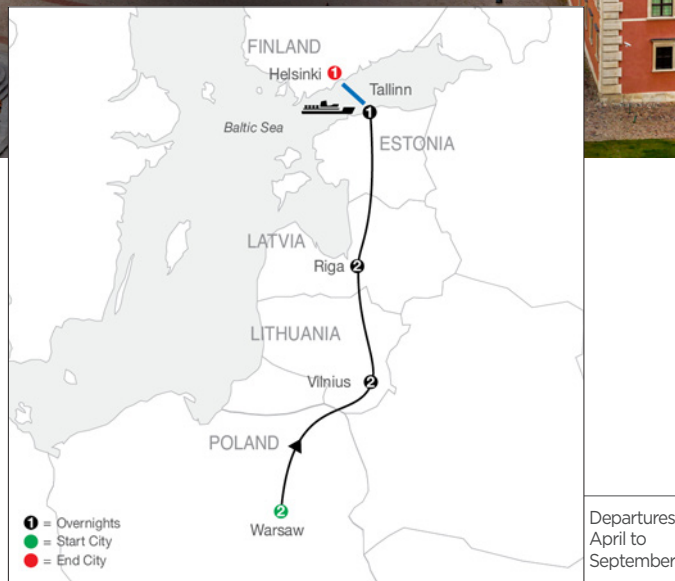 FINLAND
Helsinki 1
Tallinn
1
Baltic Sea
ESTONIA
LATVIA
Riga 2
LITHUANIA
Vilnius 2
POLAND
2
Warsaw
1 = Overnights
= Start City
= End City
Departures
April to
September